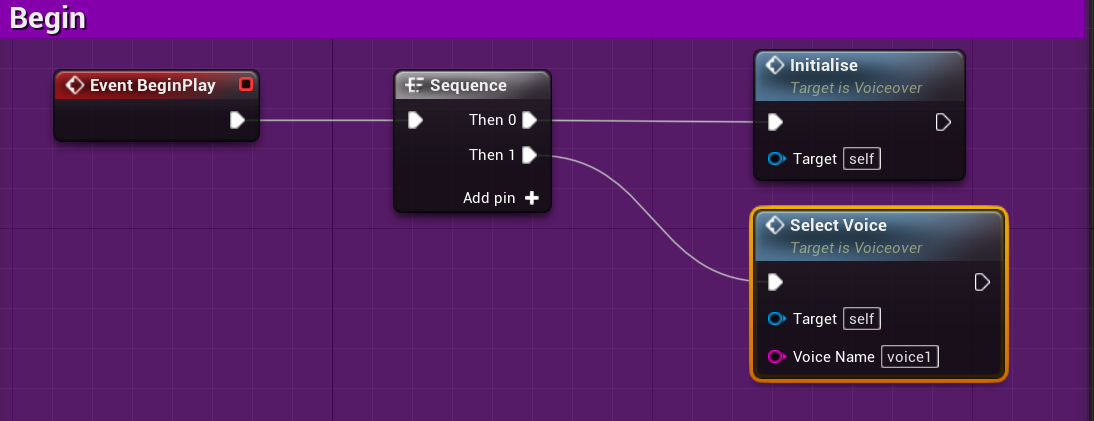 Begin
Event BeginPlay
Sequence
Then 0
Then 1
Add pin
Initialise
Target is Voiceover
Target self
Select Voice
Target is Voiceover
Target self
Voice Name voice1